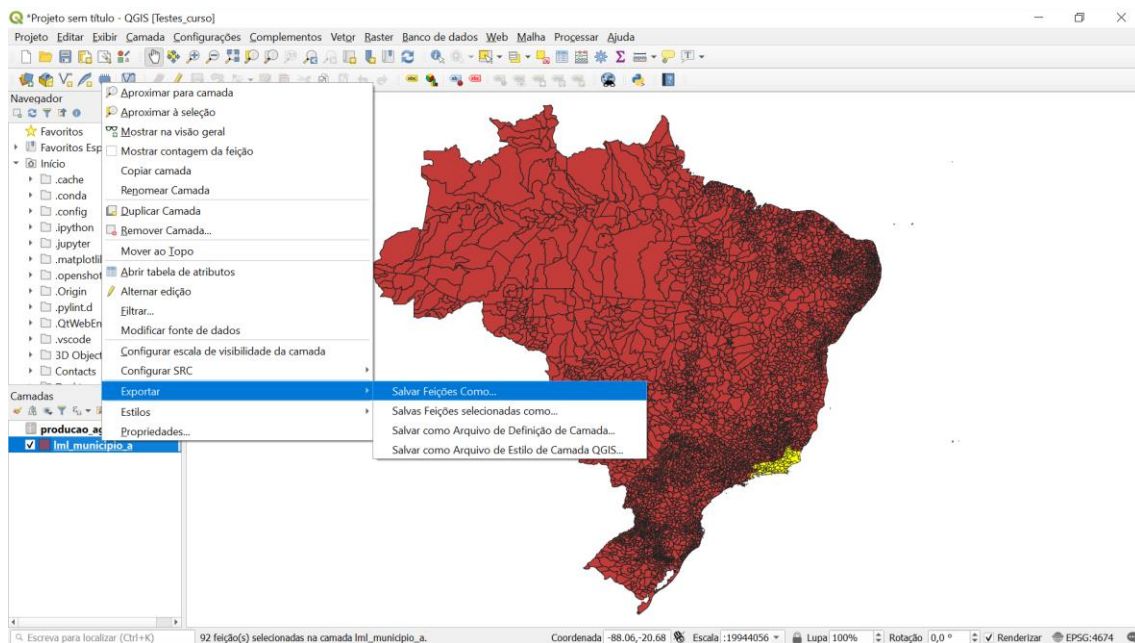 *Projeto sem título - QGIS [Testes_curso]
Projeto Editar Exibir Camada Configurações Complementos Vetor Raster Banco de dados Web Malha Processar Ajuda
Navegador
Favoritos
Favoritos Esp
Início
.cache
.conda
.config
.ipython
.jupyter
.matplotlil
.openshot
.Origin
.pylint.d
.QtWebEn
.vscode
3D Object
Contacts
Aproximar para camada
Aproximar à seleção
Mostrar na visão geral
Mostrar contagem da feição
Copiar camada
Renomear Camada
Duplicar Camada
Remover Camada...
Mover ao Topo
Abrir tabela de atributos
Alternar edição
Filtrar...
Modificar fonte de dados
Configurar escala de visibilidade da camada
Configurar SRC
Exportar
Estilos
Propriedades...
Salvar Feições Como...
Salvas Feições selecionadas como...
Salvar como Arquivo de Definição de Camada...
Salvar como Arquivo de Estilo de Camada QGIS...
Camadas
producao_ag
lml_municipio_a
Escreva para localizar (Ctrl+K) 92 feição(s) selecionadas na camada lml_municipio_a. Coordenada -88.06,-20.68 Escala :19944056 Lupa 100% Rotação 0,0 ° Renderizar EPSG:4674